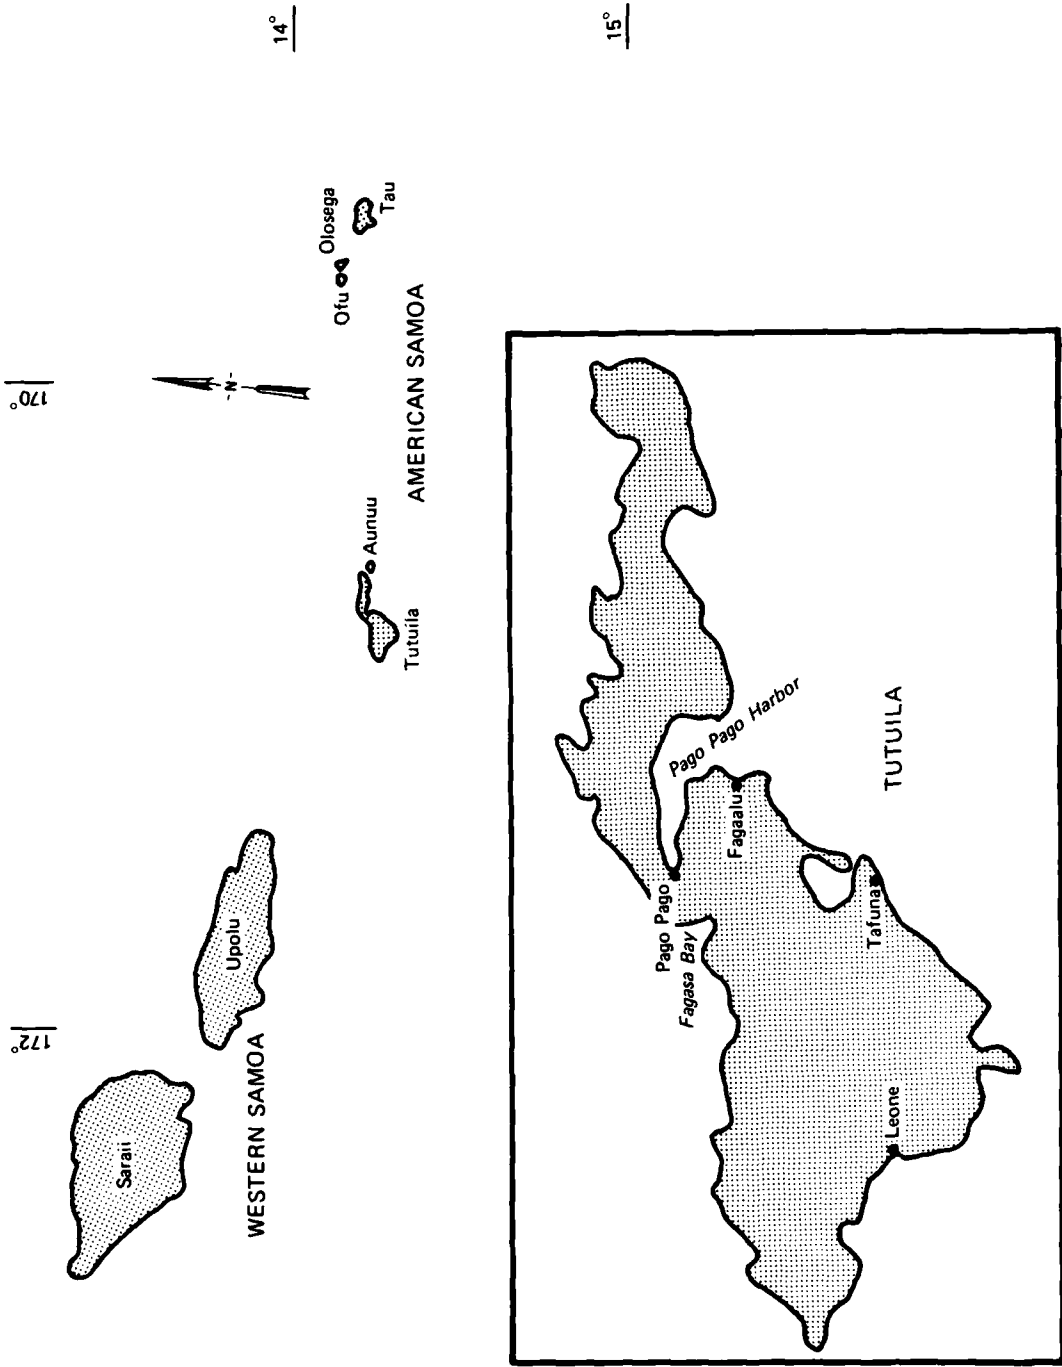 172°
170°
14°
15°
Saraii
Upolu
WESTERN SAMOA
-N-
Ofu
Olosega
Tau
AMERICAN SAMOA
Aunuu
Tutuila
Pago Pago
Fagasa Bay
Pago Pago Harbor
Fagaalu
Tafuna
Leone
TUTUILA